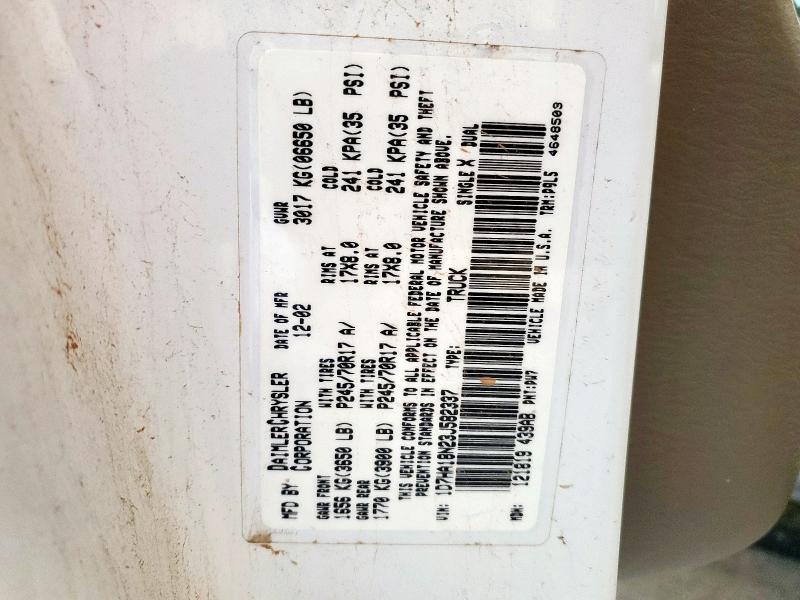 MFD BY DAIMLERCHRYSLER CORPORATION DATE OF MFR 12-02 GVWR 3017 KG(06650 LB)
GAWR FRONT WITH TIRES RIMS AT COLD
1656 KG(3650 LB) P245/70R17 A/ 17X8.0 241 KPA(35 PSI)
GAWR REAR WITH TIRES RIMS AT COLD
1770 KG(3900 LB) P245/70R17 A/ 17X8.0 241 KPA(35 PSI)
THIS VEHICLE CONFORMS TO ALL APPLICABLE FEDERAL MOTOR VEHICLE SAFETY AND THEFT
PREVENTION STANDARDS IN EFFECT ON THE DATE OF MANUFACTURE SHOWN ABOVE.
VIN: 1D7HA18N23J582337 TYPE: TRUCK SINGLE X DUAL
MDH: 121819 439AB PNT:PW7 VEHICLE MADE IN U.S.A. TRM:P9L5 4648503